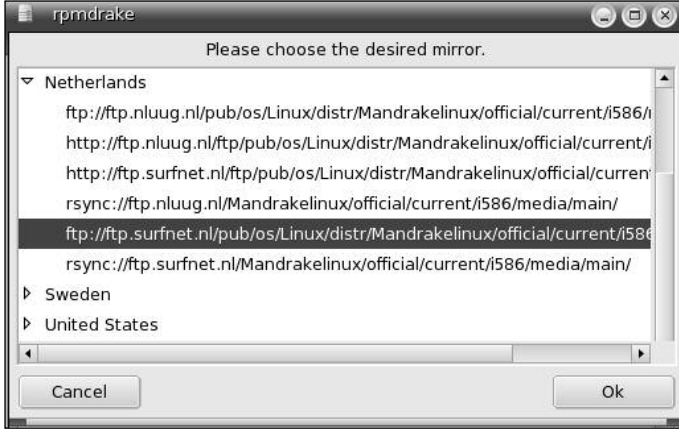 rpmdrake
Please choose the desired mirror.
Netherlands
ftp://ftp.nluug.nl/pub/os/Linux/distr/Mandrakelinux/official/current/i586/
http://ftp.nluug.nl/ftp/pub/os/Linux/distr/Mandrakelinux/official/current/i
http://ftp.surfnet.nl/ftp/pub/os/Linux/distr/Mandrakelinux/official/curren
rsync://ftp.nluug.nl/Mandrakelinux/official/current/i586/media/main/
ftp://ftp.surfnet.nl/pub/os/Linux/distr/Mandrakelinux/official/current/i586
rsync://ftp.surfnet.nl/Mandrakelinux/official/current/i586/media/main/
Sweden
United States
Cancel
Ok